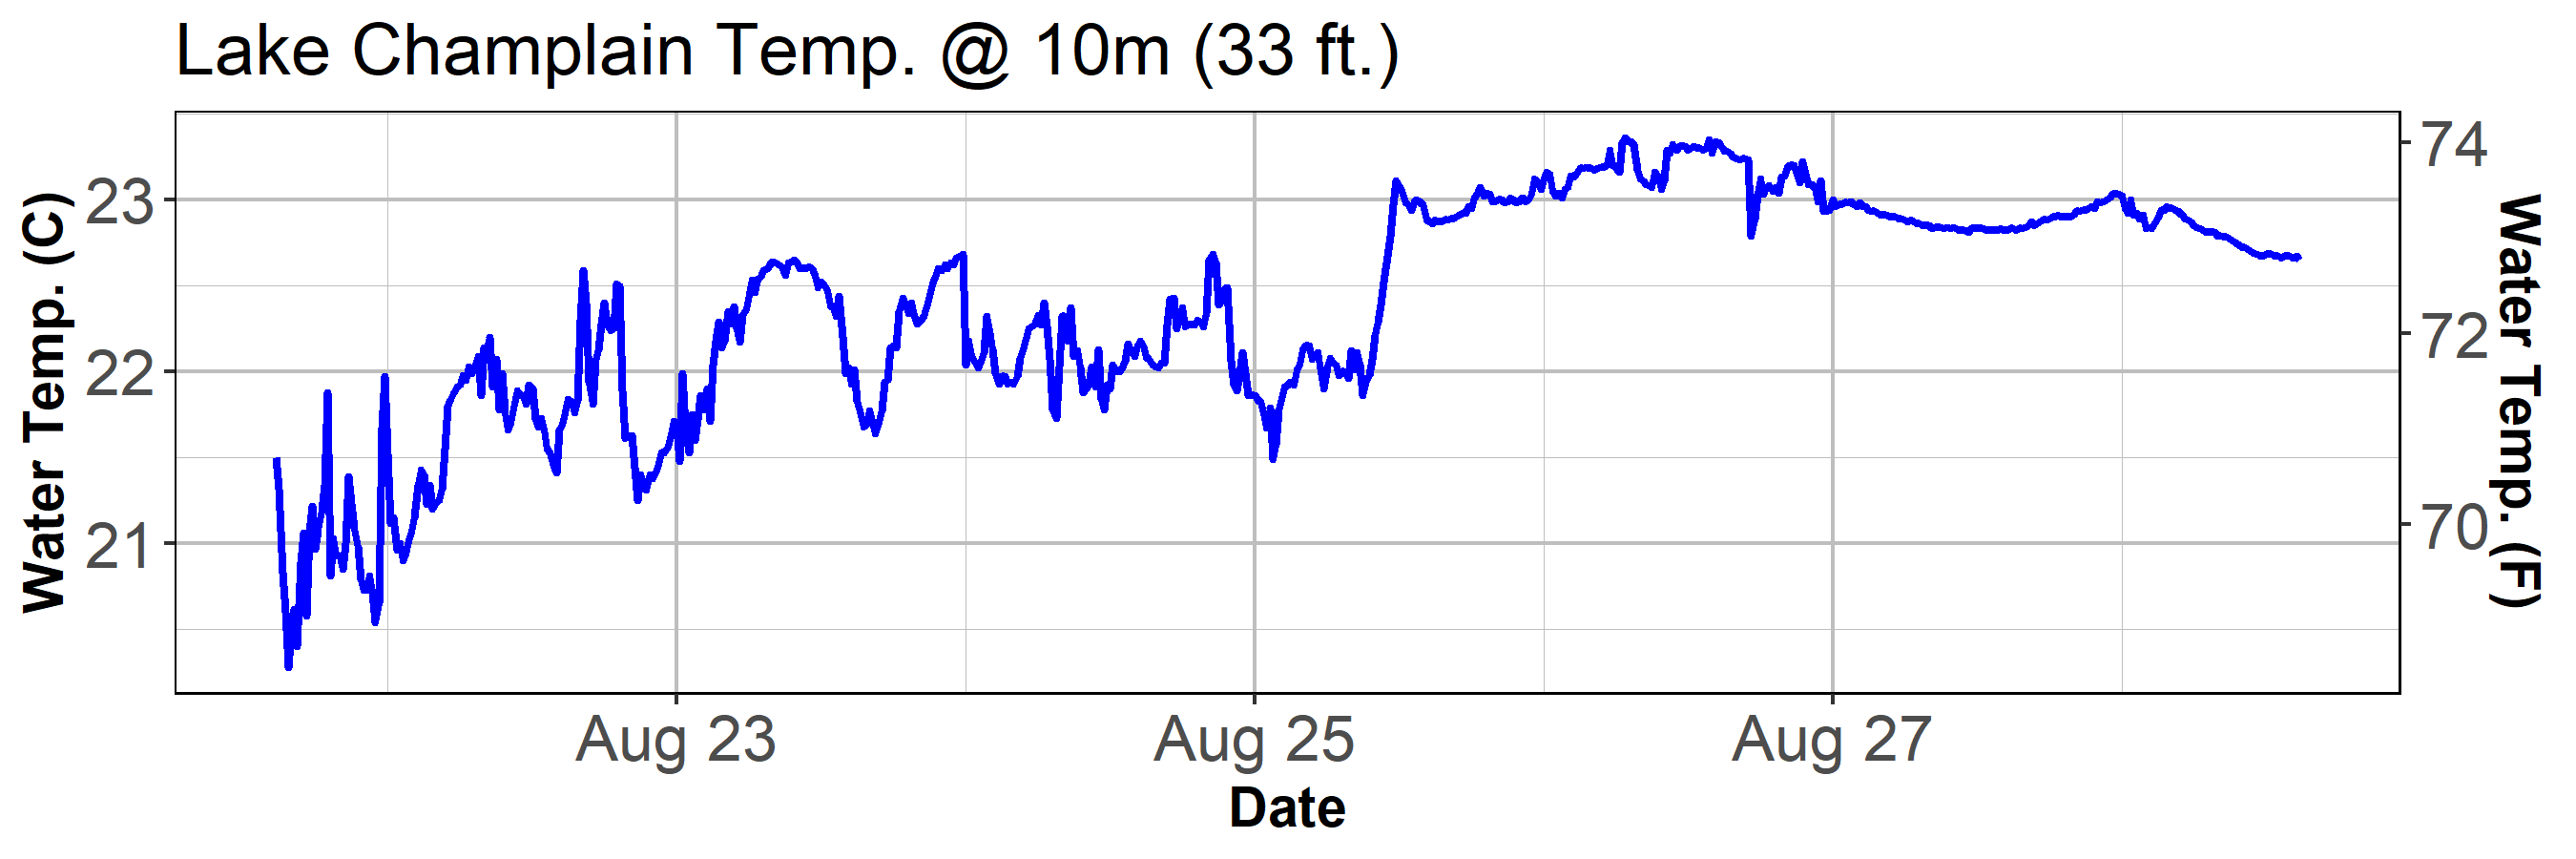 Lake Champlain Temp. @ 10m (33 ft.)
Water Temp. (C)
23
22
21
74
72
70
Water Temp. (F)
Aug 23
Aug 25
Aug 27
Date